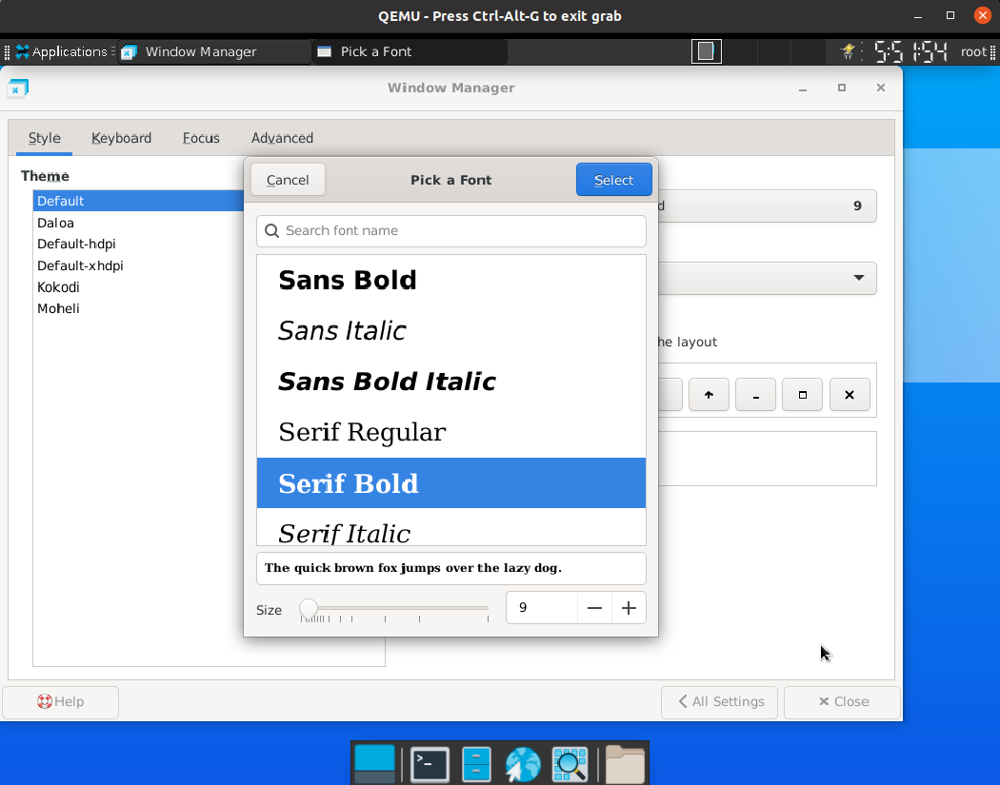 QEMU - Press Ctrl-Alt-G to exit grab
Applications Window Manager Pick a Font 5:51:54 root
Window Manager
Style Keyboard Focus Advanced
Theme
Default
Daloa
Default-hdpi
Default-xhdpi
Kokodi
Moheli
d 9
he layout
Cancel Pick a Font Select
Search font name
Sans Bold
Sans Italic
Sans Bold Italic
Serif Regular
Serif Bold
Serif Italic
The quick brown fox jumps over the lazy dog.
Size 9
Help All Settings Close